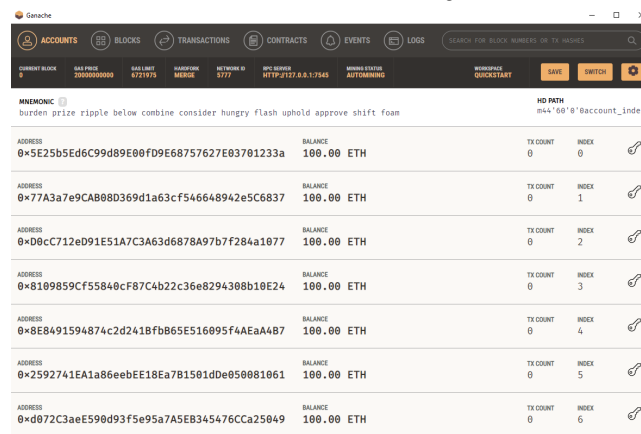 Ganache
ACCOUNTS BLOCKS TRANSACTIONS CONTRACTS EVENTS LOGS SEARCH FOR BLOCK NUMBERS OR TX HASHES
CURRENT BLOCK GAS PRICE GAS LIMIT HARDFORK NETWORK ID RPC SERVER MINING STATUS WORKSPACE
0 20000000000 6721975 MERGE 5777 HTTP://127.0.0.1:7545 AUTOMINING QUICKSTART SAVE SWITCH
MNEMONIC ? HD PATH
burden prize ripple below combine consider hungry flash uphold approve shift foam m44'60'0'0account_inde
ADDRESS BALANCE TX COUNT INDEX
0×5E25b5Ed6C99d89E00fD9E68757627E03701233a 100.00 ETH 0 0
ADDRESS BALANCE TX COUNT INDEX
0×77A3a7e9CAB08D369d1a63cf546648942e5C6837 100.00 ETH 0 1
ADDRESS BALANCE TX COUNT INDEX
0×D0cC712eD91E51A7C3A63d6878A97b7f284a1077 100.00 ETH 0 2
ADDRESS BALANCE TX COUNT INDEX
0×8109859Cf55840cF87C4b22c36e8294308b10E24 100.00 ETH 0 3
ADDRESS BALANCE TX COUNT INDEX
0×8E8491594874c2d241BfbB65E516095f4AEaA4B7 100.00 ETH 0 4
ADDRESS BALANCE TX COUNT INDEX
0×2592741EA1a86eebEE18Ea7B1501dDe050081061 100.00 ETH 0 5
ADDRESS BALANCE TX COUNT INDEX
0×d072C3aeE590d93f5e95a7A5EB345476CCa25049 100.00 ETH 0 6